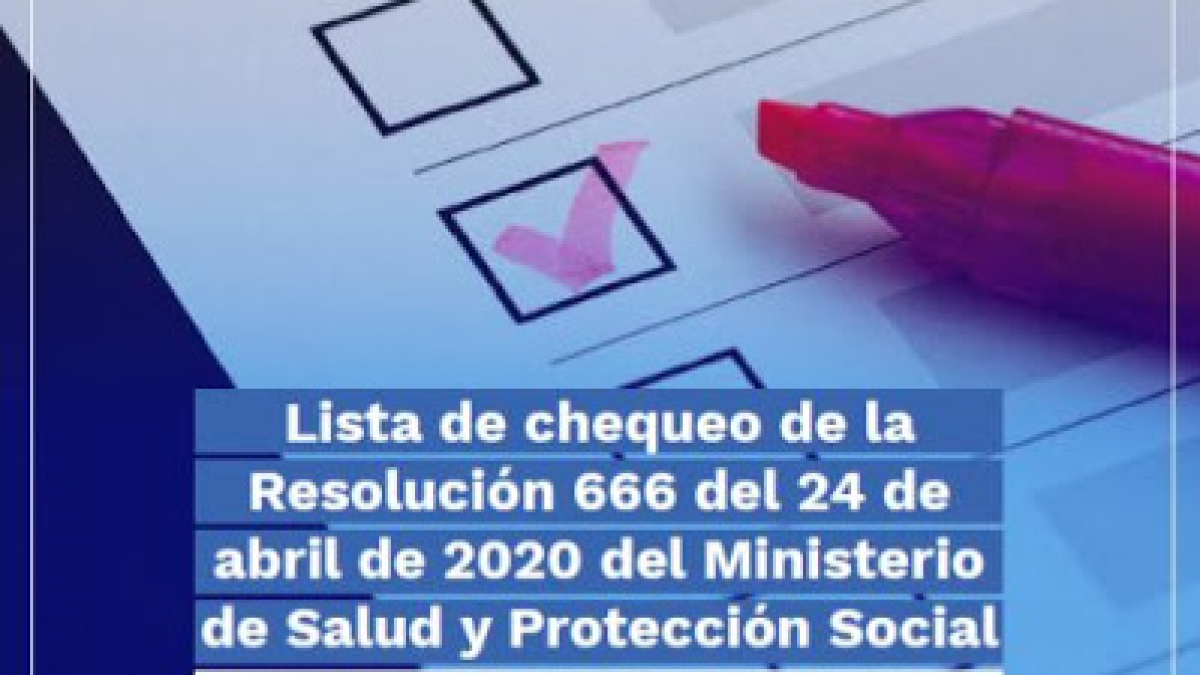 Lista de chequeo de la
Resolución 666 del 24 de
abril de 2020 del Ministerio
de Salud y Protección Social